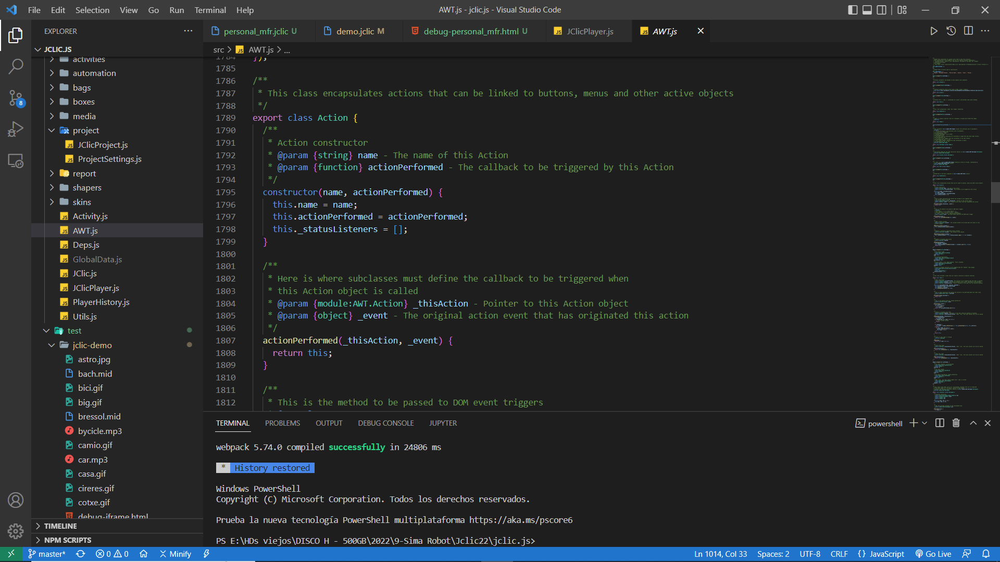 File Edit Selection View Go Run Terminal Help
AWT.js - jclic.js - Visual Studio Code
EXPLORER
JCLIC.JS
activities
automation
bags
boxes
media
project
JClicProject.js
ProjectSettings.js
report
shapers
skins
Activity.js
AWT.js
Deps.js
GlobalData.js
JClic.js
JClicPlayer.js
PlayerHistory.js
Utils.js
test
jclic-demo
astro.jpg
bach.mid
bici.gif
big.gif
bressol.mid
bycicle.mp3
camio.gif
car.mp3
casa.gif
cireres.gif
cotxe.gif
debug-iframe.html
TIMELINE
NPM SCRIPTS
8
personal_mfr.jclic U
demo.jclic M
debug-personal_mfr.html U
JClicPlayer.js
AWT.js
src > AWT.js > ...
1784 });
1785
1786 /**
1787 * This class encapsulates actions that can be linked to buttons, menus and other active objects
1788 */
1789 export class Action {
1790 /**
1791 * Action constructor
1792 * @param {string} name - The name of this Action
1793 * @param {function} actionPerformed - The callback to be triggered by this Action
1794 */
1795 constructor(name, actionPerformed) {
1796 this.name = name;
1797 this.actionPerformed = actionPerformed;
1798 this._statusListeners = [];
1799 }
1800
1801 /**
1802 * Here is where subclasses must define the callback to be triggered when
1803 * this Action object is called
1804 * @param {module:AWT.Action} _thisAction - Pointer to this Action object
1805 * @param {object} _event - The original action event that has originated this action
1806 */
1807 actionPerformed(_thisAction, _event) {
1808 return this;
1809 }
1810
1811 /**
1812 * This is the method to be passed to DOM event triggers
TERMINAL PROBLEMS OUTPUT DEBUG CONSOLE JUPYTER
powershell
webpack 5.74.0 compiled successfully in 24806 ms
* History restored
Windows PowerShell
Copyright (C) Microsoft Corporation. Todos los derechos reservados.
Prueba la nueva tecnología PowerShell multiplataforma https://aka.ms/pscore6
PS E:\HDs viejos\DISCO H - 500GB\2022\9-Sima Robot\Jclic22\jclic.js>
master* 0 0 Minify
Ln 1014, Col 33 Spaces: 2 UTF-8 CRLF {} JavaScript Go Live